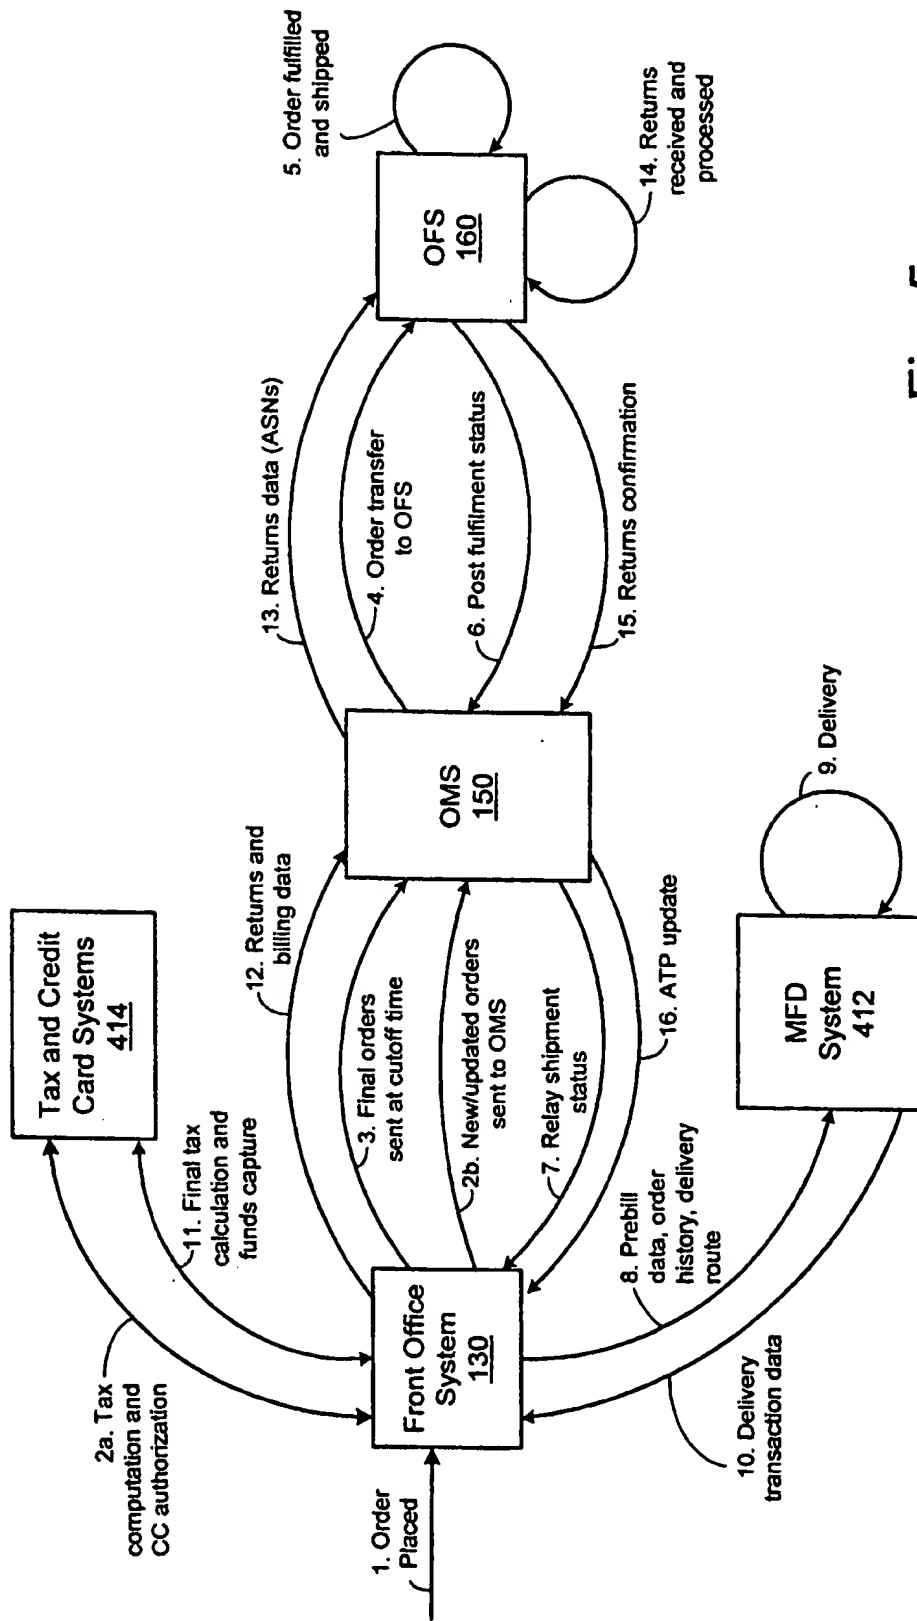 Tax and Credit
Card Systems
414
2a. Tax
computation and
CC authorization
11. Final tax
calculation and
funds capture
12. Returns and
billing data
13. Returns data (ASNs)
5. Order fulfilled
and shipped
3. Final orders
sent at cutoff time
4. Order transfer
to OFS
1. Order
Placed
Front Office
System
130
2b. New/updated orders
sent to OMS
OMS
150
OFS
160
7. Relay shipment
status
6. Post fulfilment status
14. Returns
received and
processed
16. ATP update
15. Returns confirmation
8. Prebill
data, order
history, delivery
route
10. Delivery
transaction data
MFD
System
412
9. Delivery